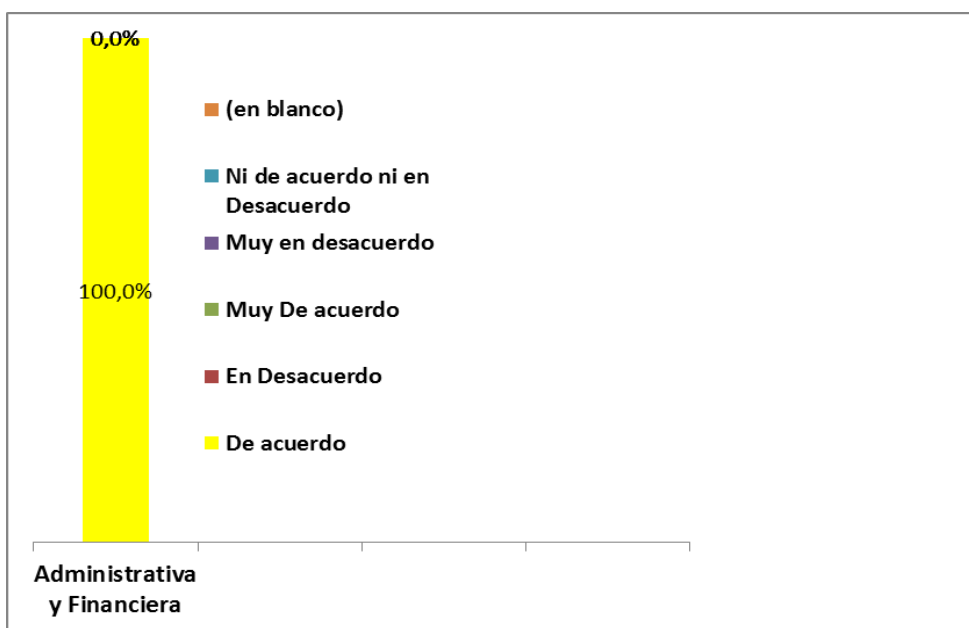 0,0%
(en blanco)
Ni de acuerdo ni en
Desacuerdo
Muy en desacuerdo
100,0%
Muy De acuerdo
En Desacuerdo
De acuerdo
Administrativa
y Financiera